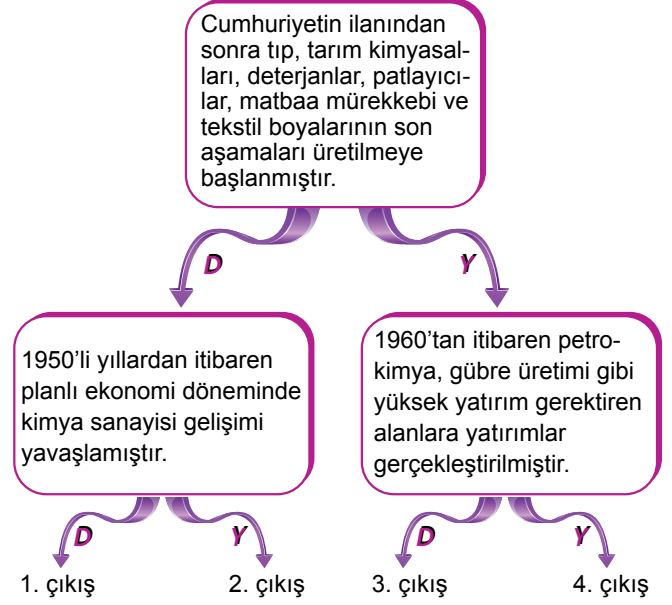 Cumhuriyetin ilanından
sonra tıp, tarım kimyasal-
ları, deterjanlar, patlayıcı-
lar, matbaa mürekkebi ve
tekstil boyalarının son
aşamaları üretilmeye
başlanmıştır.
D
Y
1950’li yıllardan itibaren
planlı ekonomi döneminde
kimya sanayisi gelişimi
yavaşlamıştır.
1960’tan itibaren petro-
kimya, gübre üretimi gibi
yüksek yatırım gerektiren
alanlara yatırımlar
gerçekleştirilmiştir.
D
Y
D
Y
1. çıkış
2. çıkış
3. çıkış
4. çıkış